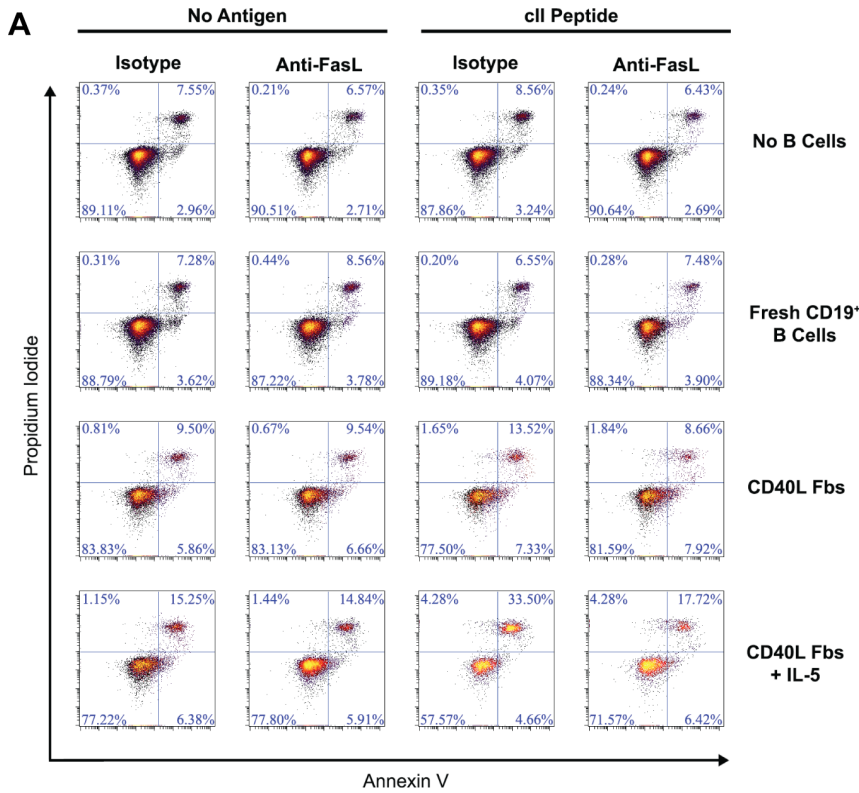 A
No Antigen
cII Peptide
Isotype
Anti-FasL
Isotype
Anti-FasL
0.37% 7.55%
0.21% 6.57%
0.35% 8.56%
0.24% 6.43%
No B Cells
89.11% 2.96%
90.51% 2.71%
87.86% 3.24%
90.64% 2.69%
0.31% 7.28%
0.44% 8.56%
0.20% 6.55%
0.28% 7.48%
Fresh CD19⁺
B Cells
88.79% 3.62%
87.22% 3.78%
89.18% 4.07%
88.34% 3.90%
0.81% 9.50%
0.67% 9.54%
1.65% 13.52%
1.84% 8.66%
CD40L Fbs
83.83% 5.86%
83.13% 6.66%
77.50% 7.33%
81.59% 7.92%
1.15% 15.25%
1.44% 14.84%
4.28% 33.50%
4.28% 17.72%
CD40L Fbs
+ IL-5
77.22% 6.38%
77.80% 5.91%
57.57% 4.66%
71.57% 6.42%
Propidium Iodide
Annexin V